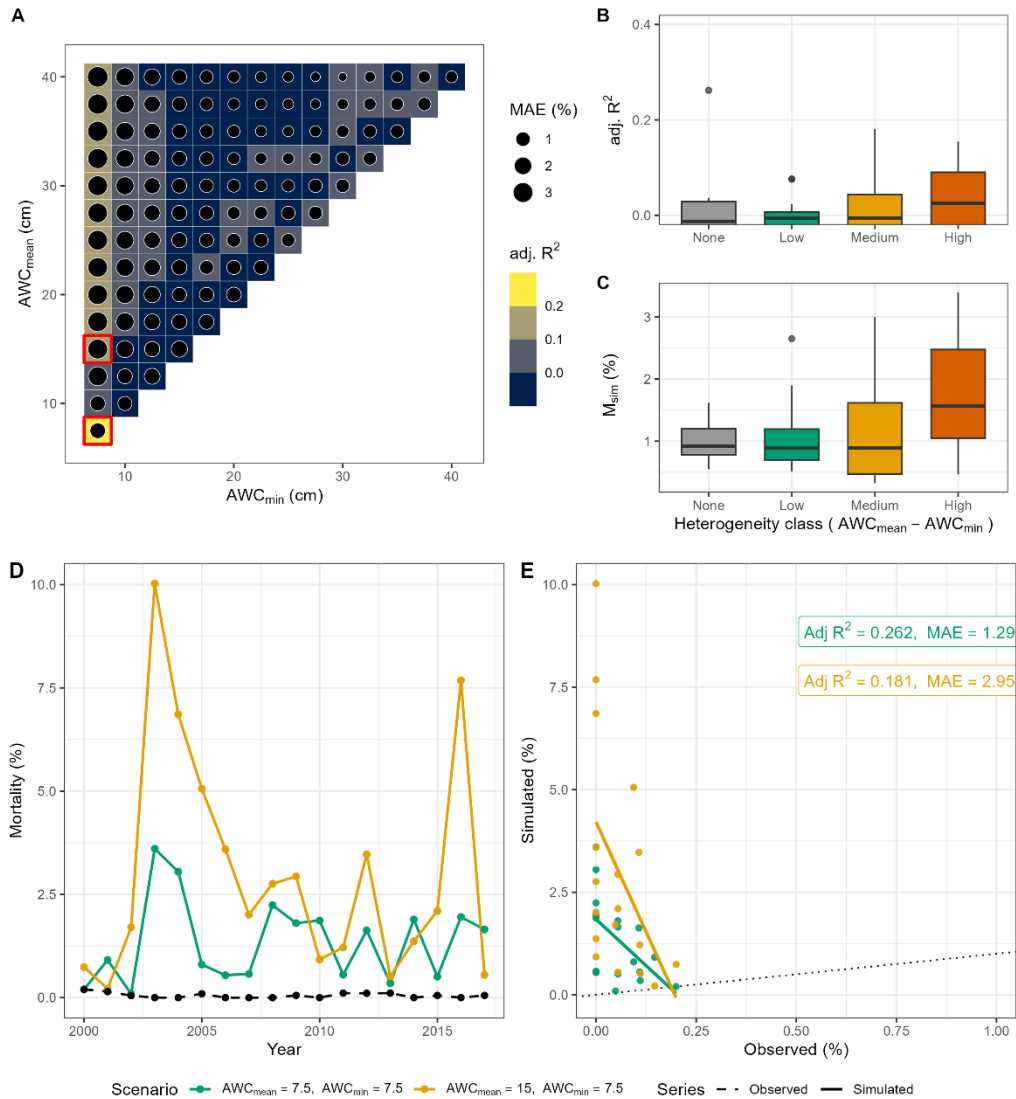 A
40
30
20
10
AWCmean (cm)
10
20
30
40
AWCmin (cm)
MAE (%)
1
2
3
adj. R2
0.2
0.1
0.0
B
0.4
0.2
0.0
adj. R2
None
Low
Medium
High
C
3
2
1
Msim (%)
None
Low
Medium
High
Heterogeneity class ( AWCmean − AWCmin )
D
10.0
7.5
5.0
2.5
0.0
Mortality (%)
2000
2005
2010
2015
Year
E
10.0
7.5
5.0
2.5
0.0
Simulated (%)
Adj R2 = 0.262, MAE = 1.29
Adj R2 = 0.181, MAE = 2.95
0.00
0.25
0.50
0.75
1.00
Observed (%)
Scenario AWCmean = 7.5, AWCmin = 7.5 AWCmean = 15, AWCmin = 7.5 Series Observed Simulated